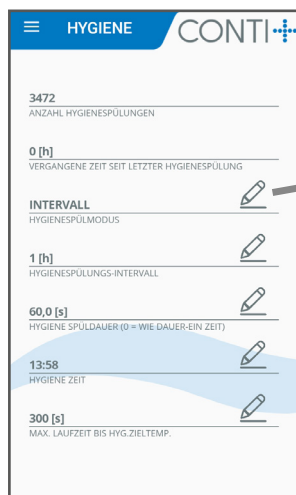 HYGIENE
CONTI+
3472
ANZAHL HYGIENESPÜLUNGEN
0 [h]
VERGANGENE ZEIT SEIT LETZTER HYGIENESPÜLUNG
INTERVALL
HYGIENESPÜLMODUS
1 [h]
HYGIENESPÜLUNGS-INTERVALL
60,0 [s]
HYGIENE SPÜLDAUER (0 = WIE DAUER-EIN ZEIT)
13:58
HYGIENE ZEIT
300 [s]
MAX. LAUFZEIT BIS HYG.ZIELTEMP.